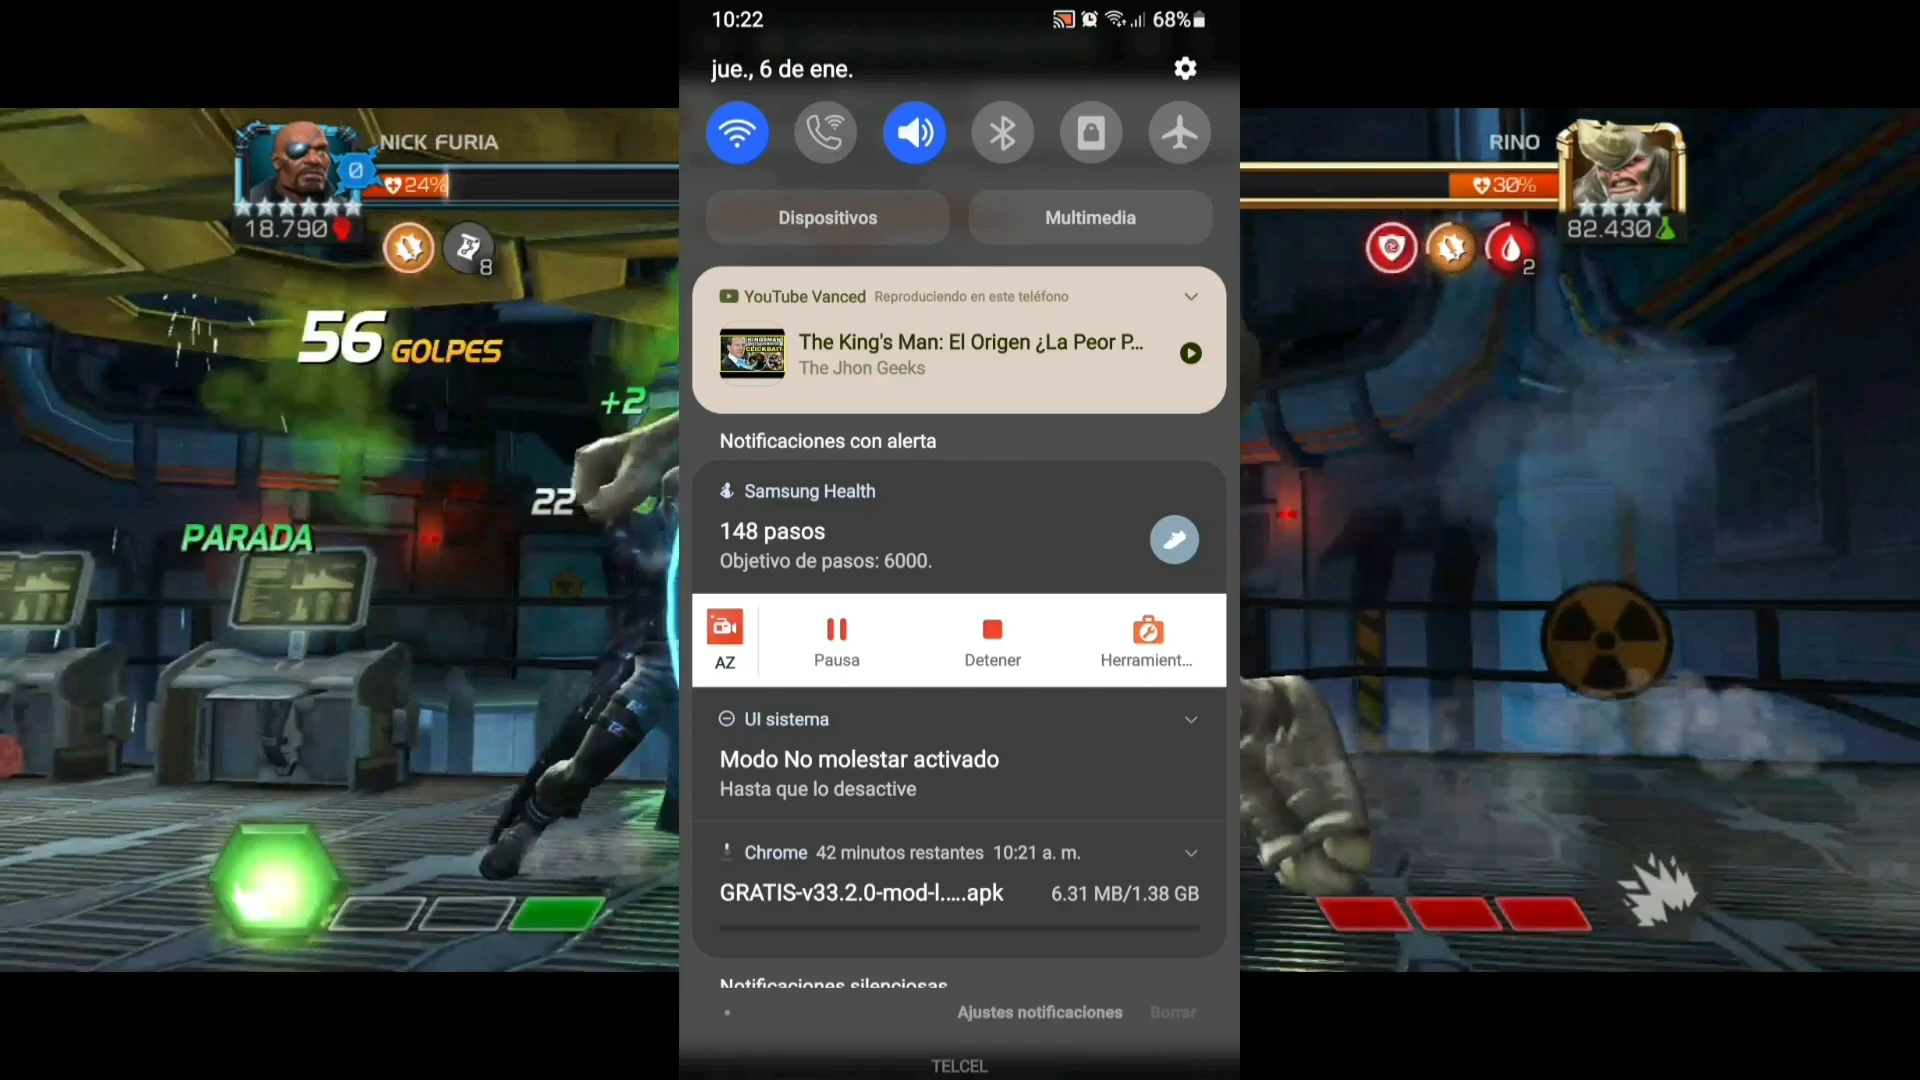 10:22
68%
jue., 6 de ene.
Dispositivos
Multimedia
YouTube Vanced Reproduciendo en este teléfono
The King's Man: El Origen ¿La Peor P...
The Jhon Geeks
Notificaciones con alerta
Samsung Health
148 pasos
Objetivo de pasos: 6000.
AZ
Pausa
Detener
Herramient...
UI sistema
Modo No molestar activado
Hasta que lo desactive
Chrome 42 minutos restantes 10:21 a. m.
GRATIS-v33.2.0-mod-l.....apk 6.31 MB/1.38 GB
Notificaciones silenciosas
Ajustes notificaciones
Borrar
TELCEL
NICK FURIA
0
24%
18.790
8
56 GOLPES
+2
22
PARADA
RINO
30%
82.430
2